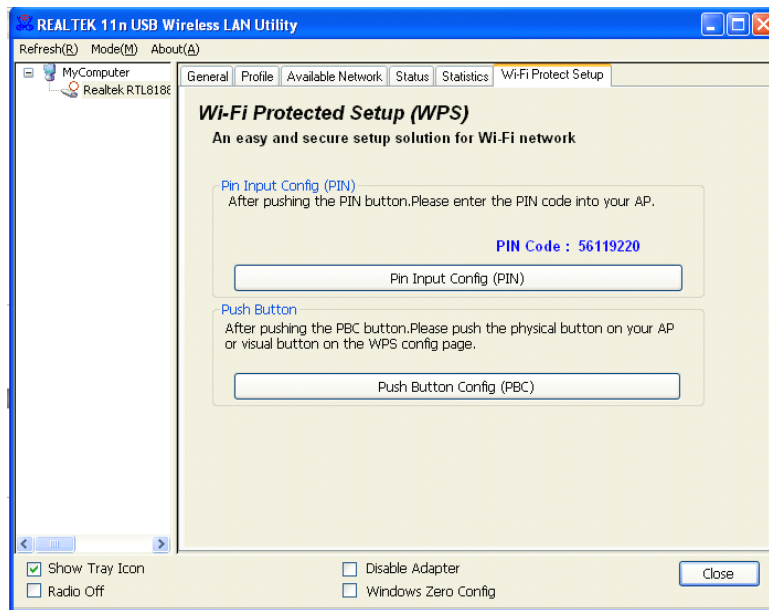 REALTEK 11n USB Wireless LAN Utility
Refresh(R) Mode(M) About(A)
MyComputer
Realtek RTL8188
General Profile Available Network Status Statistics Wi-Fi Protect Setup
Wi-Fi Protected Setup (WPS)
An easy and secure setup solution for Wi-Fi network
Pin Input Config (PIN)
After pushing the PIN button.Please enter the PIN code into your AP.
PIN Code : 56119220
Pin Input Config (PIN)
Push Button
After pushing the PBC button.Please push the physical button on your AP
or visual button on the WPS config page.
Push Button Config (PBC)
Show Tray Icon
Radio Off
Disable Adapter
Windows Zero Config
Close